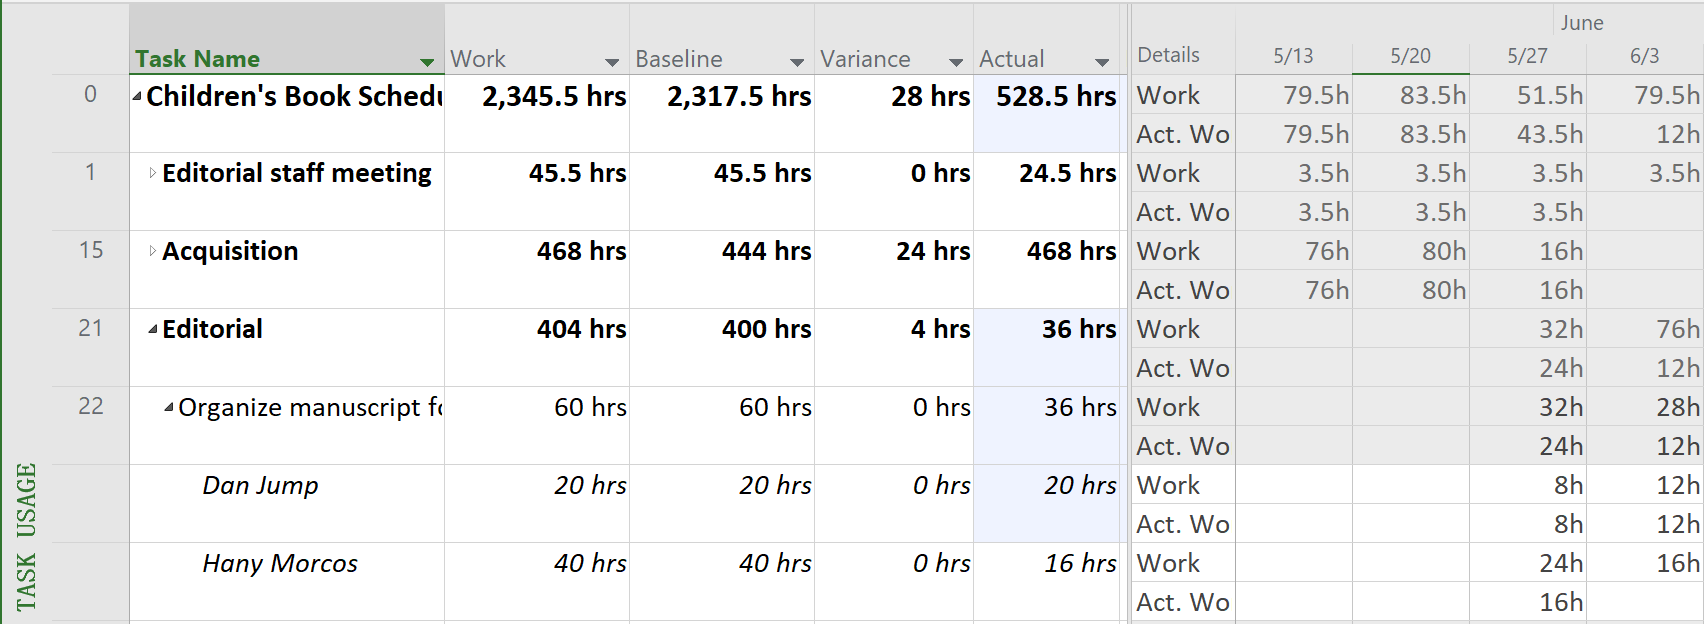 June
Task Name Work Baseline Variance Actual Details 5/13 5/20 5/27 6/3
0 Children's Book Schedu 2,345.5 hrs 2,317.5 hrs 28 hrs 528.5 hrs Work 79.5h 83.5h 51.5h 79.5h
Act. Wo 79.5h 83.5h 43.5h 12h
1 Editorial staff meeting 45.5 hrs 45.5 hrs 0 hrs 24.5 hrs Work 3.5h 3.5h 3.5h 3.5h
Act. Wo 3.5h 3.5h 3.5h
15 Acquisition 468 hrs 444 hrs 24 hrs 468 hrs Work 76h 80h 16h
Act. Wo 76h 80h 16h
21 Editorial 404 hrs 400 hrs 4 hrs 36 hrs Work 32h 76h
Act. Wo 24h 12h
22 Organize manuscript fo 60 hrs 60 hrs 0 hrs 36 hrs Work 32h 28h
Act. Wo 24h 12h
Dan Jump 20 hrs 20 hrs 0 hrs 20 hrs Work 8h 12h
Act. Wo 8h 12h
Hany Morcos 40 hrs 40 hrs 0 hrs 16 hrs Work 24h 16h
Act. Wo 16h
TASK USAGE